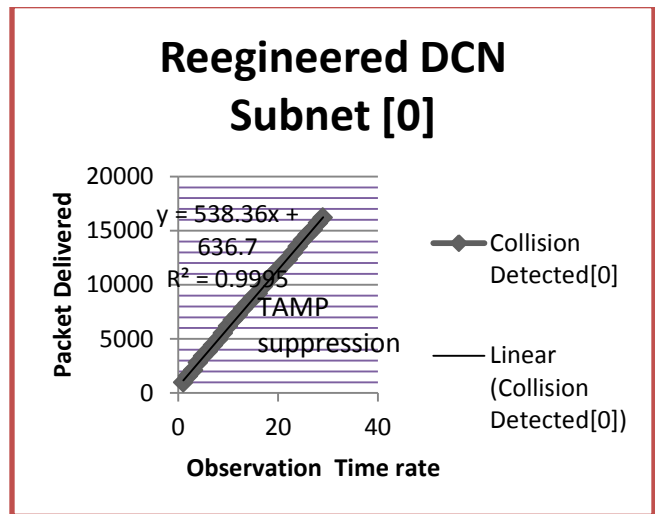 Reegineered DCN
Subnet [0]
Packet Delivered
20000
15000
10000
5000
0
y = 538.36x +
636.7
R² = 0.9995
TAMP
suppression
0
20
40
Observation Time rate
Collision
Detected[0]
Linear
(Collision
Detected[0])